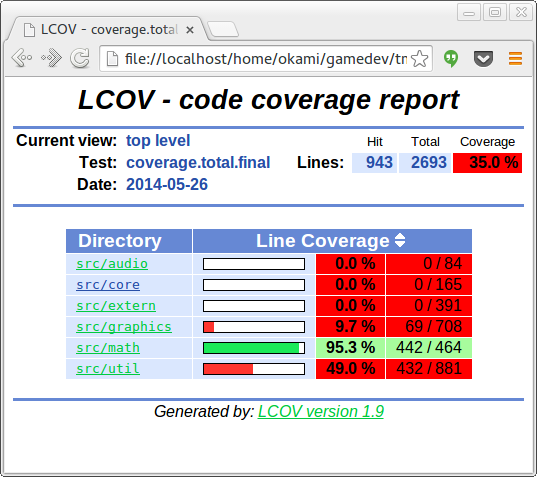 LCOV - coverage.total
file://localhost/home/okami/gamedev/tm
LCOV - code coverage report
Current view: top level Hit Total Coverage
Test: coverage.total.final Lines: 943 2693 35.0 %
Date: 2014-05-26
Directory Line Coverage
src/audio 0.0 % 0 / 84
src/core 0.0 % 0 / 165
src/extern 0.0 % 0 / 391
src/graphics 9.7 % 69 / 708
src/math 95.3 % 442 / 464
src/util 49.0 % 432 / 881
Generated by: LCOV version 1.9